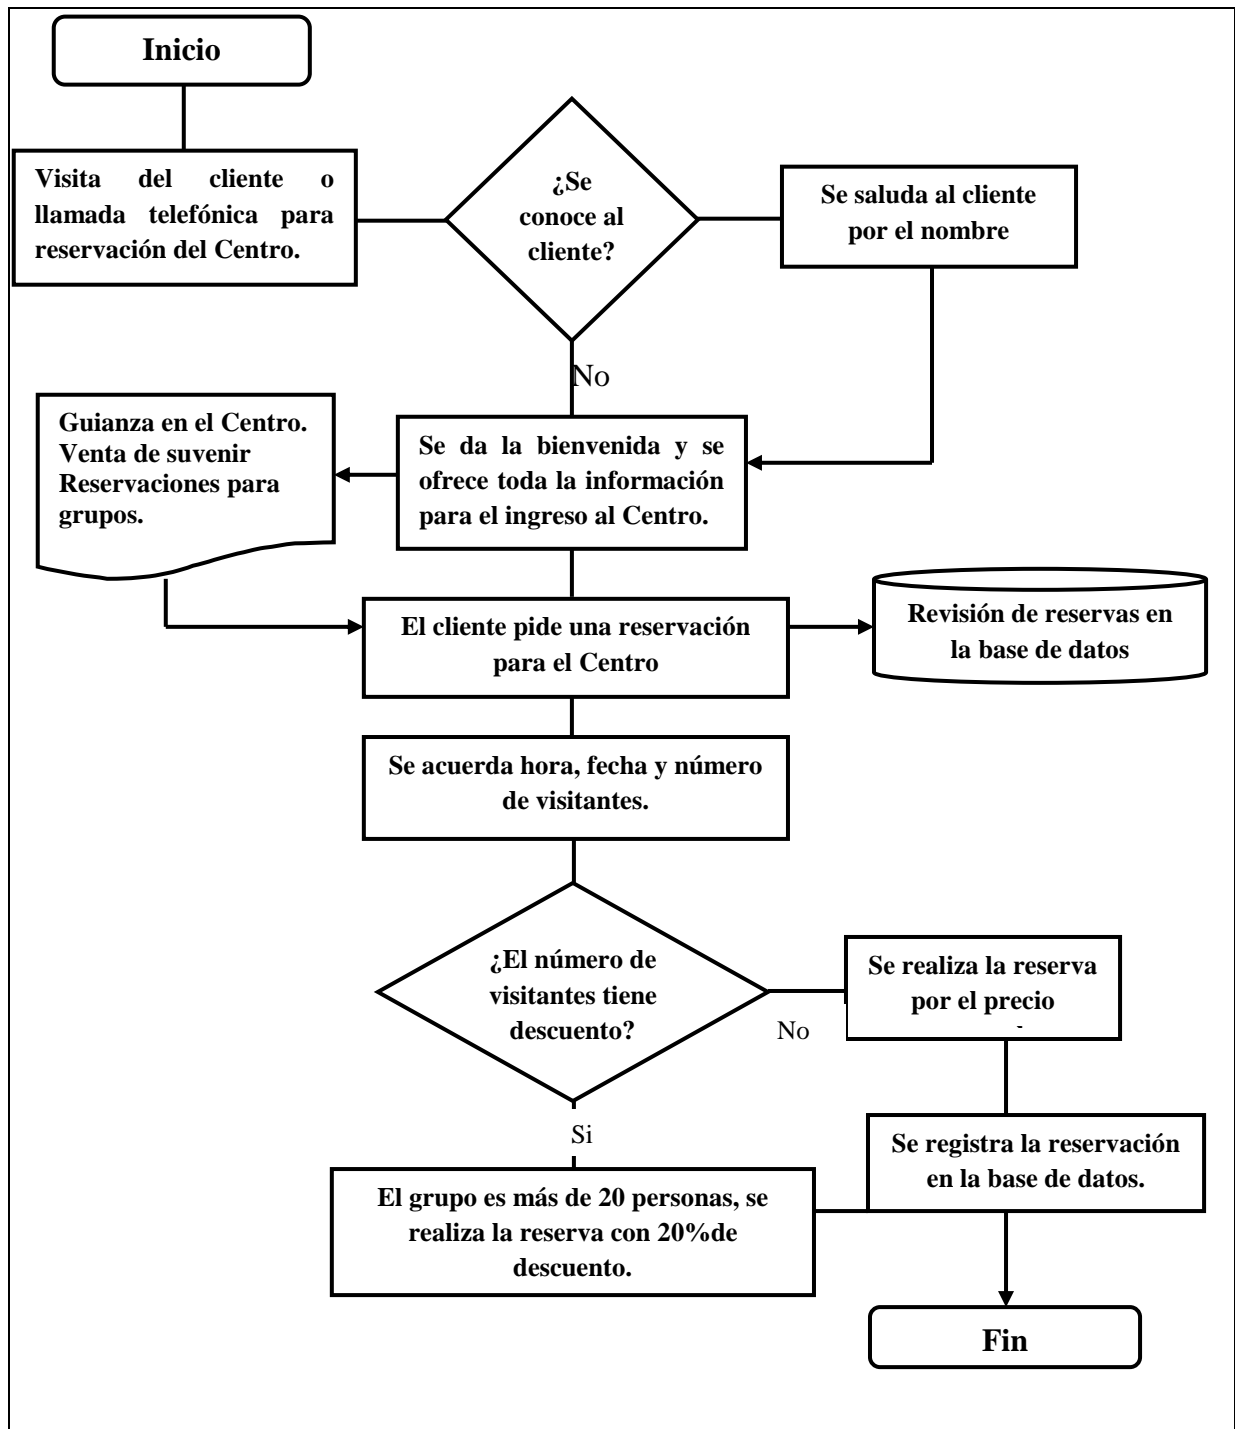 Inicio
Visita del cliente o
llamada telefónica para
reservación del Centro.
¿Se
conoce al
cliente?
Se saluda al cliente
por el nombre
No
Guianza en el Centro.
Venta de suvenir
Reservaciones para
grupos.
Se da la bienvenida y se
ofrece toda la información
para el ingreso al Centro.
El cliente pide una reservación
para el Centro
Revisión de reservas en
la base de datos
Se acuerda hora, fecha y número
de visitantes.
¿El número de
visitantes tiene
descuento?
No
Se realiza la reserva
por el precio
Si
Se registra la reservación
en la base de datos.
El grupo es más de 20 personas, se
realiza la reserva con 20%de
descuento.
Fin